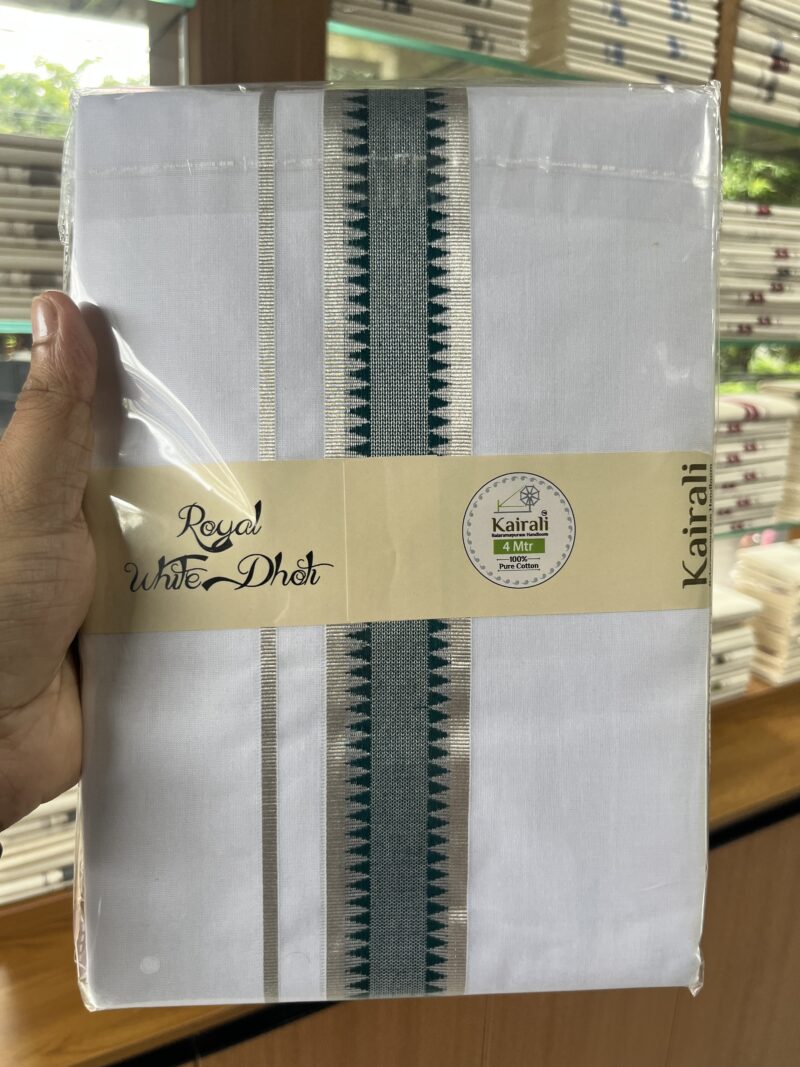 Royal
White Dhoti
Kairali
Balaramapuram Handloom
4 Mtr
100%
Pure Cotton
Kairali